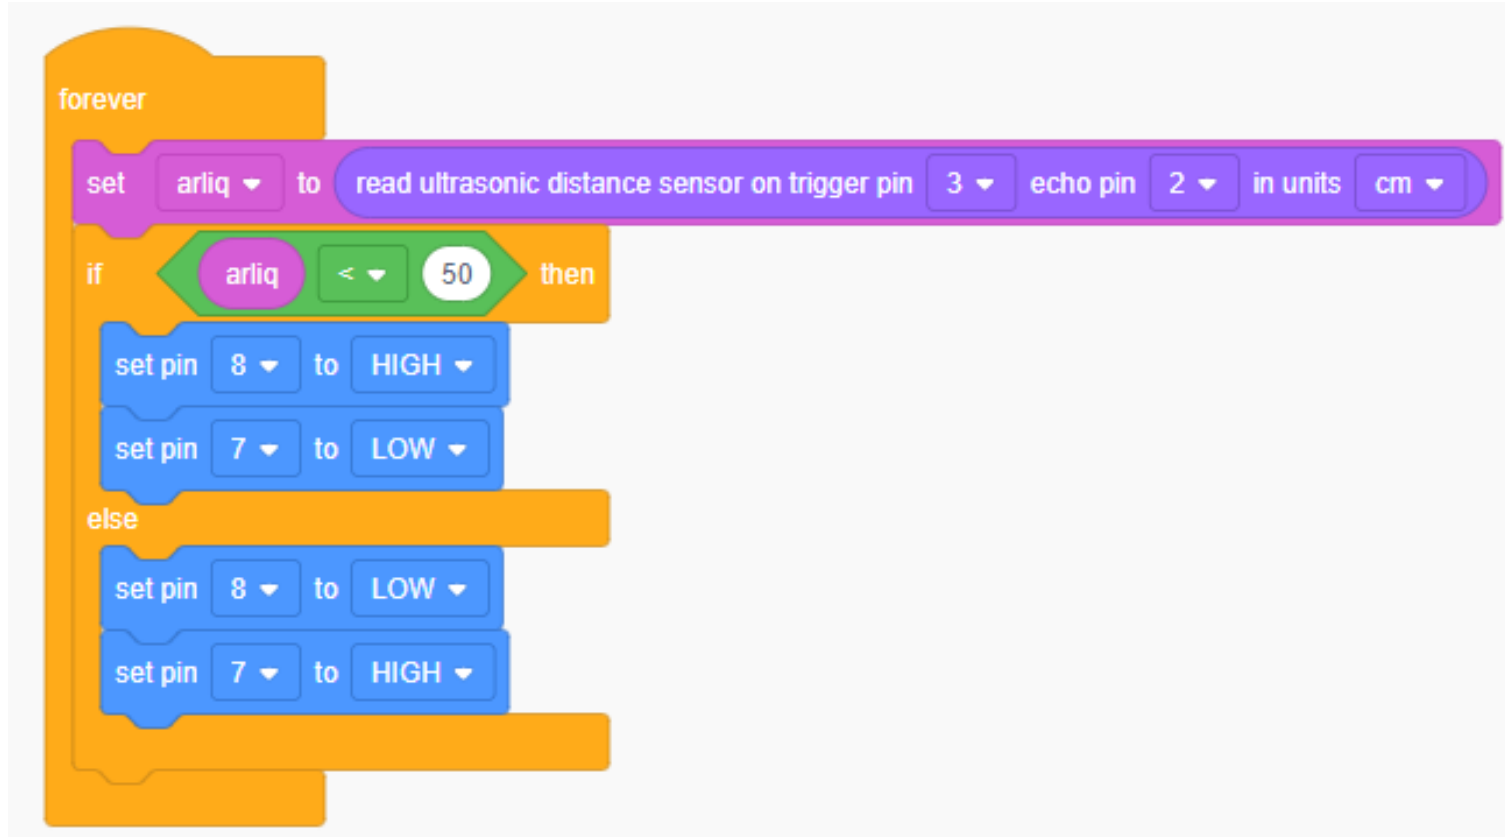 forever
set arliq to read ultrasonic distance sensor on trigger pin 3 echo pin 2 in units cm
if arliq < 50 then
set pin 8 to HIGH
set pin 7 to LOW
else
set pin 8 to LOW
set pin 7 to HIGH